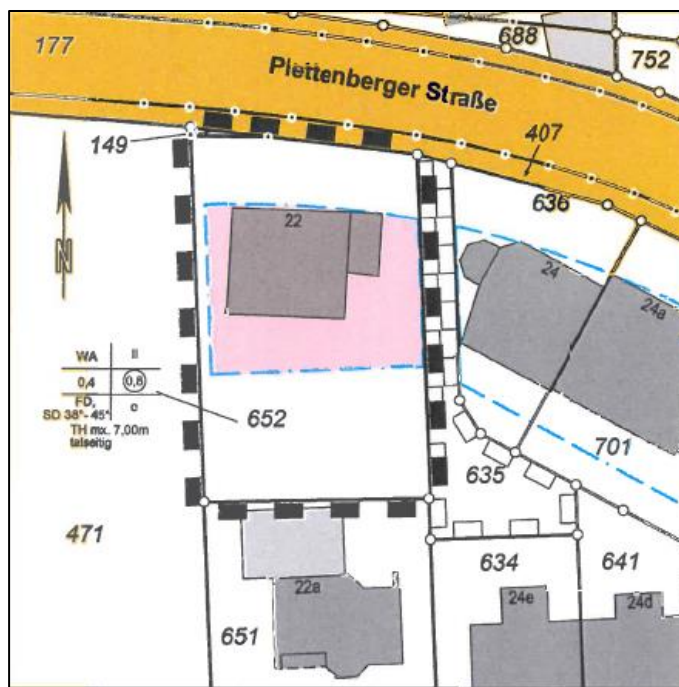 177
688
752
Plettenberger Straße
149
407
636
22
24
24a
N
WA II
0,4 0,8
FD, o
SD 38°- 45°
TH mx. 7,00m
talseitig
652
701
635
471
634
641
22a
24e
24d
651